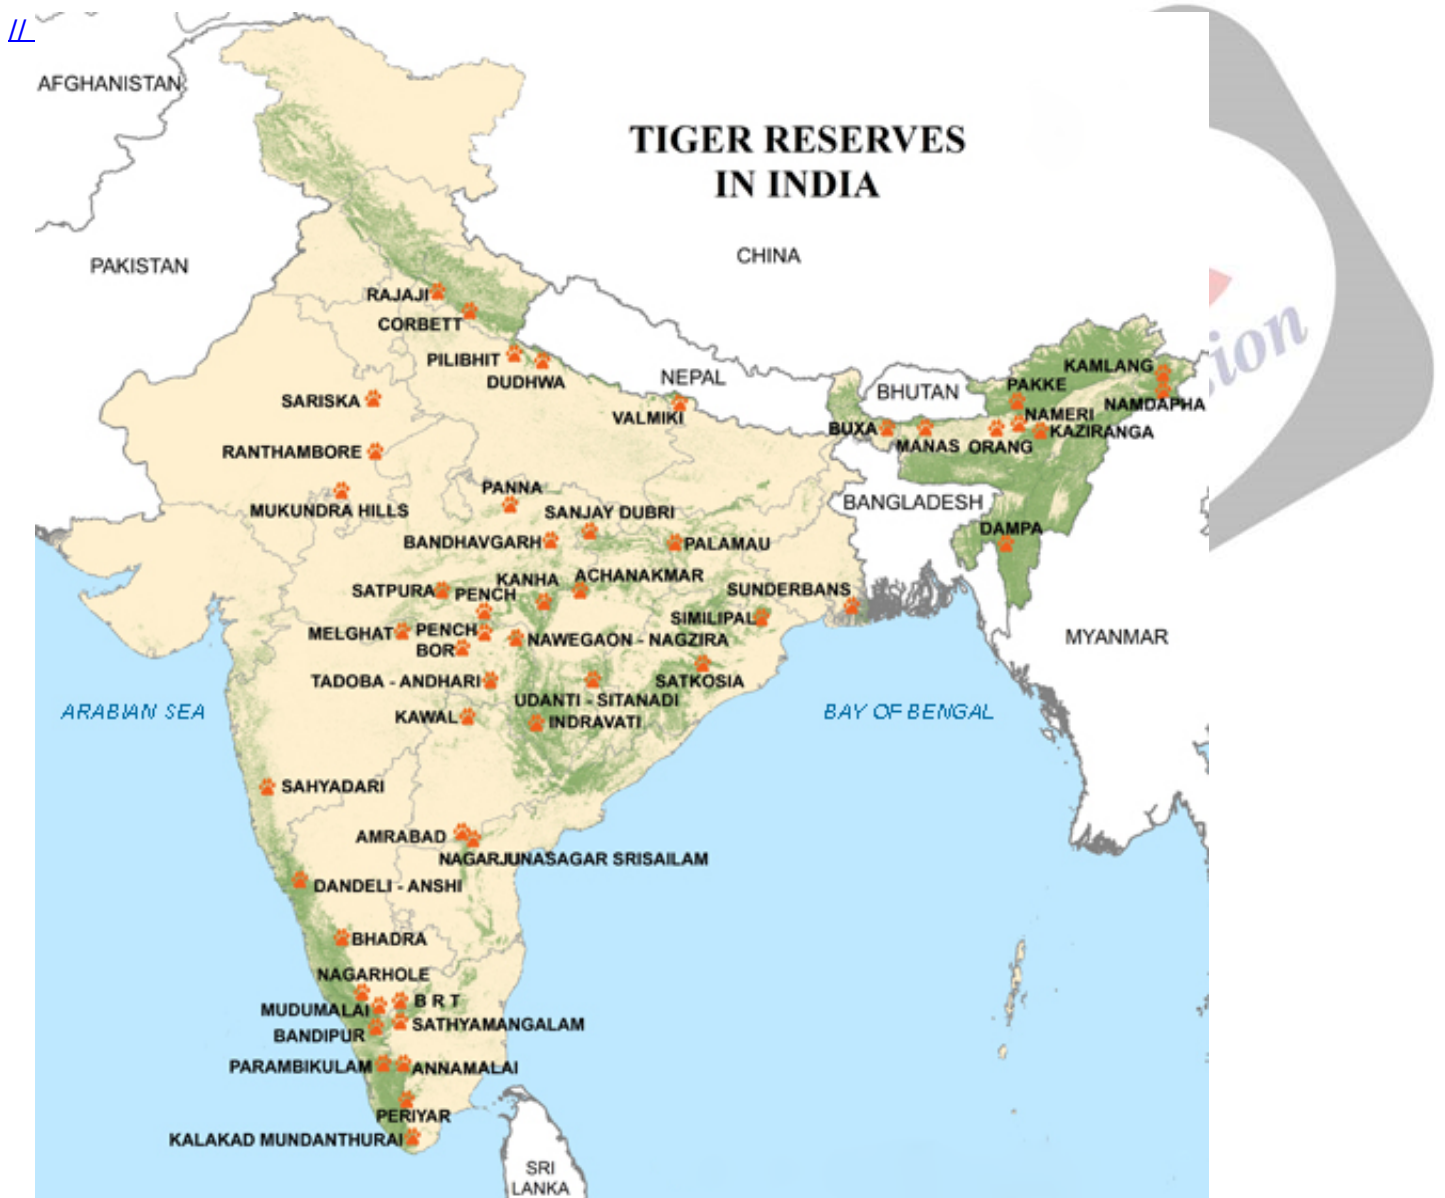 //
AFGHANISTAN
TIGER RESERVES
IN INDIA
CHINA
PAKISTAN
RAJAJI
CORBETT
PILIBHIT
DUDHWA
NEPAL
VALMIKI
BHUTAN
KAMLANG
PAKKE
NAMDAPHA
NAMERI
BUXA
KAZIRANGA
MANAS
ORANG
ion
SARISKA
RANTHAMBORE
MUKUNDRA HILLS
PANNA
SANJAY DUBRI
BANDHAVGARH
PALAMAU
BANGLADESH
DAMPA
SATPURA
PENCH
KANHA
ACHANAKMAR
SUNDERBANS
SIMILIPAL
MELGHAT
PENCH
BOR
NAWEGAON - NAGZIRA
MYANMAR
TADOBA - ANDHARI
SATKOSIA
UDANTI - SITANADI
KAWAL
INDRAVATI
ARABIAN SEA
BAY OF BENGAL
SAHYADARI
AMRABAD
NAGARJUNASAGAR SRISAILAM
DANDELI - ANSHI
BHADRA
NAGARHOLE
B R T
MUDUMALAI
SATHYAMANGALAM
BANDIPUR
PARAMBIKULAM
ANNAMALAI
PERIYAR
KALAKAD MUNDANTHURAI
SRI
LANKA